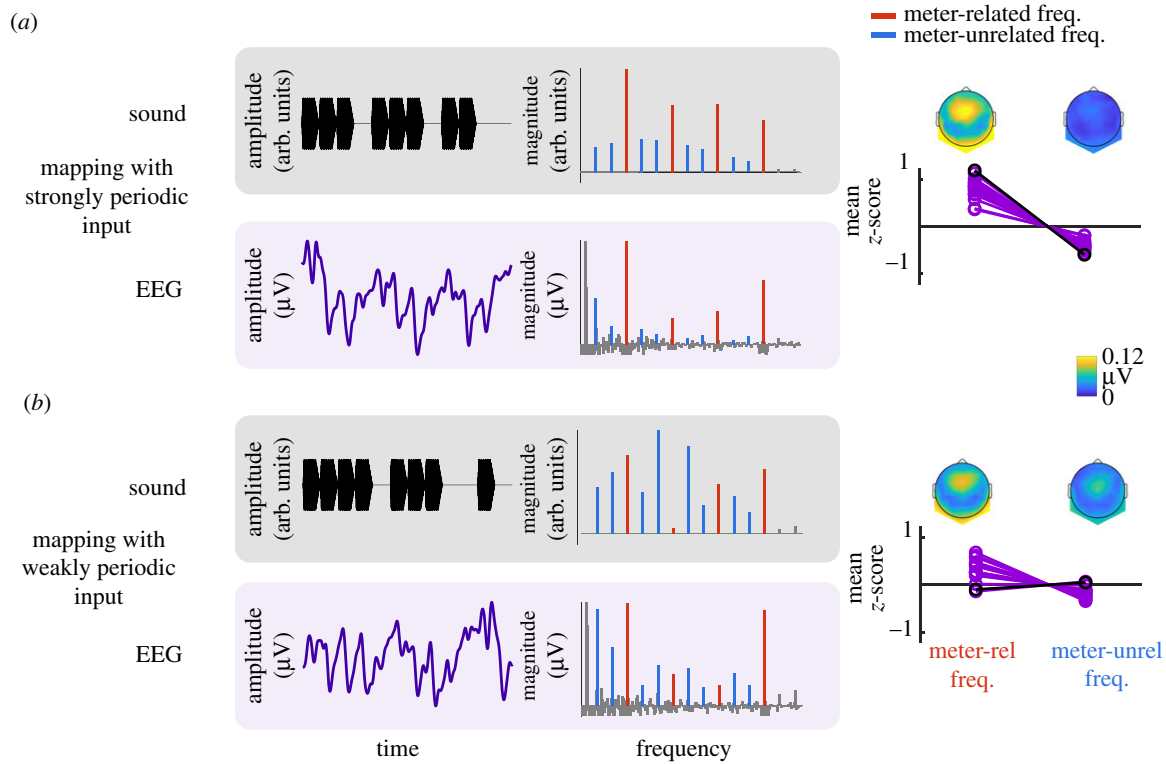 (a)
meter-related freq.
meter-unrelated freq.
sound
mapping with
strongly periodic
input
EEG
amplitude
(arb. units)
magnitude
(arb. units)
amplitude
(µV)
magnitude
(µV)
mean
z-score
1
–1
0.12
µV
0
(b)
sound
mapping with
weakly periodic
input
EEG
amplitude
(arb. units)
magnitude
(arb. units)
amplitude
(µV)
magnitude
(µV)
mean
z-score
1
–1
meter-rel
freq.
meter-unrel
freq.
time
frequency